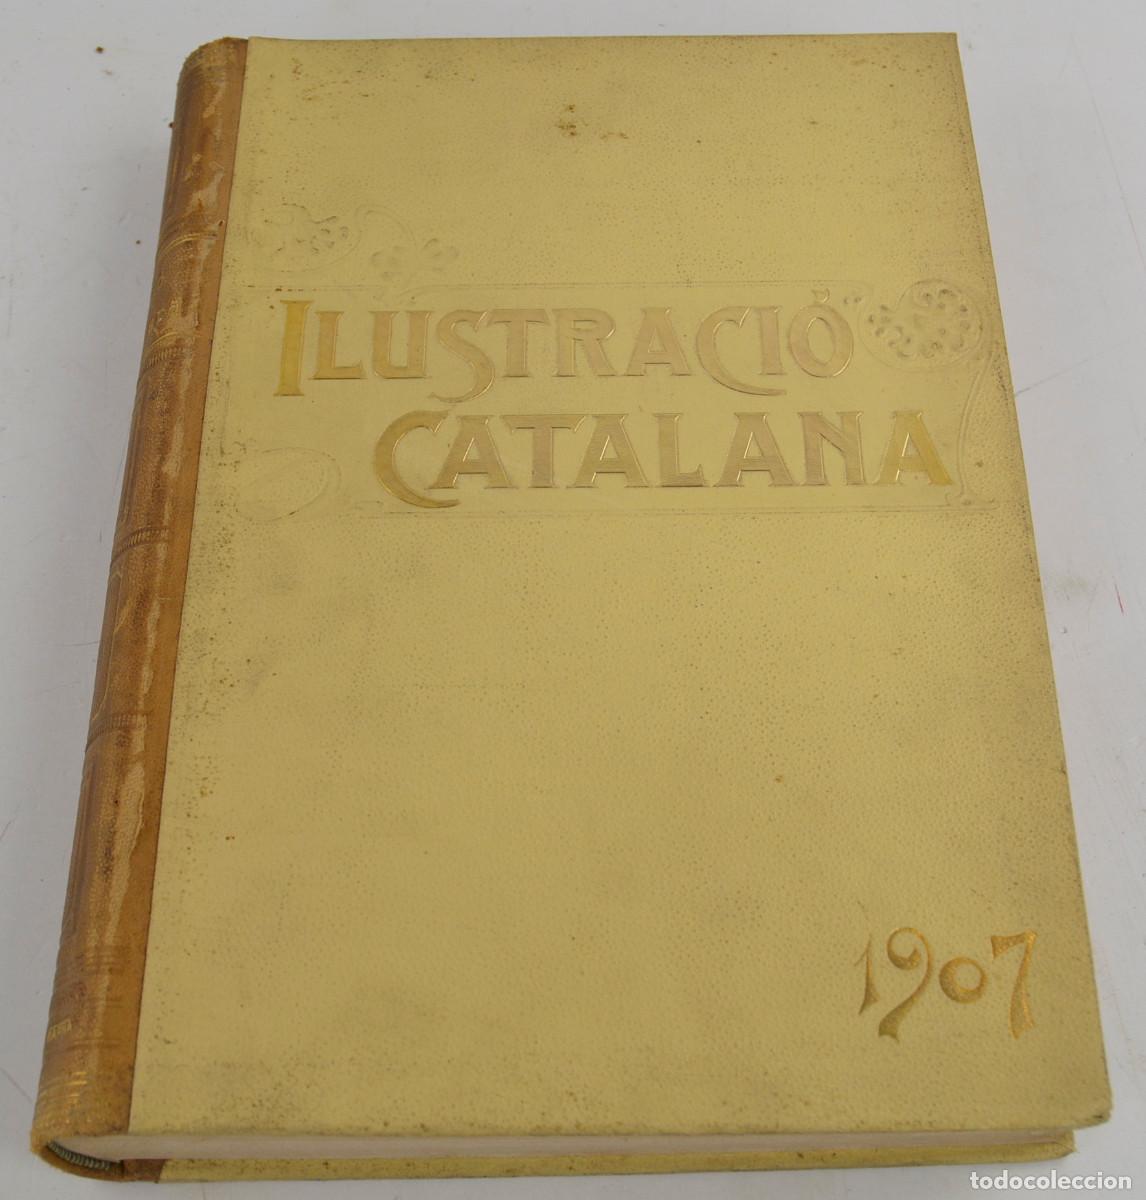 ILUSTRACIÓ
CATALANA
1907
todocoleccion